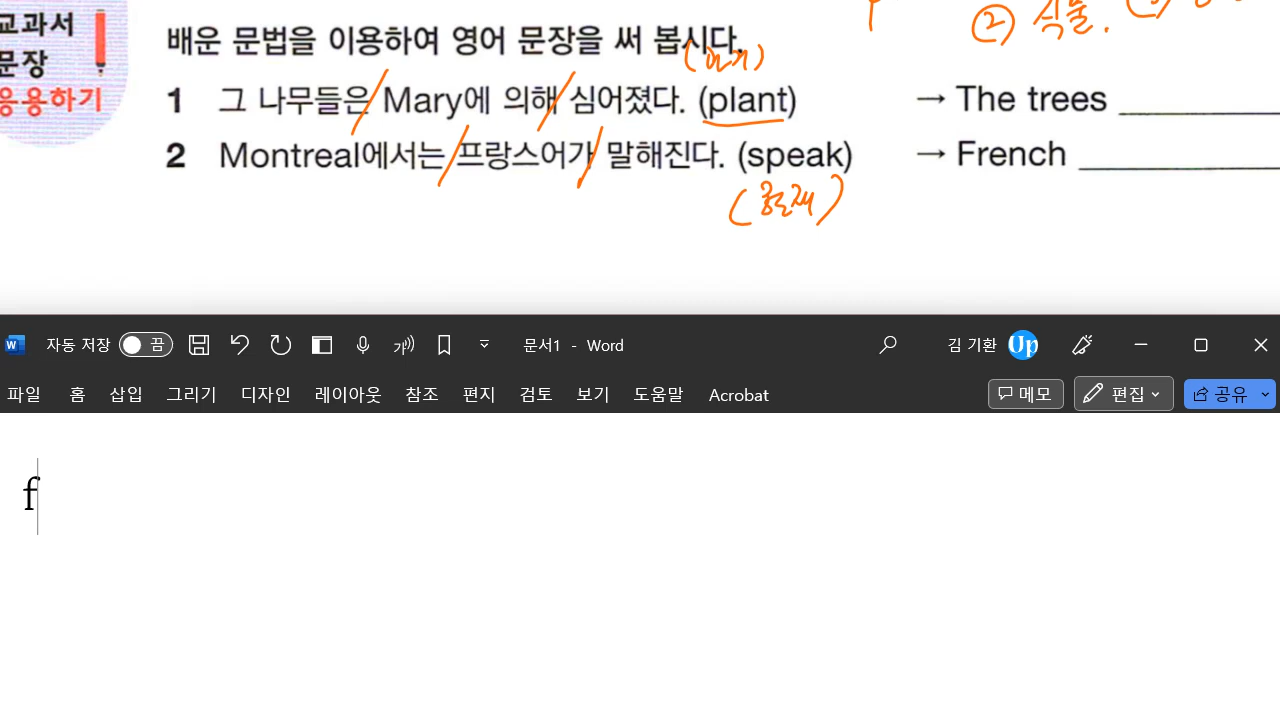 교과서
문장
응용하기
② 식물.
배운 문법을 이용하여 영어 문장을 써 봅시다.
(과거)
1 그 나무들은 / Mary에 의해 / 심어졌다. (plant) → The trees
2 Montreal에서는 / 프랑스어가 / 말해진다. (speak) → French
(현재)
자동 저장 끔 가 문서1 - Word 김 기환 Up
파일 홈 삽입 그리기 디자인 레이아웃 참조 편지 검토 보기 도움말 Acrobat 메모 편집 공유
f